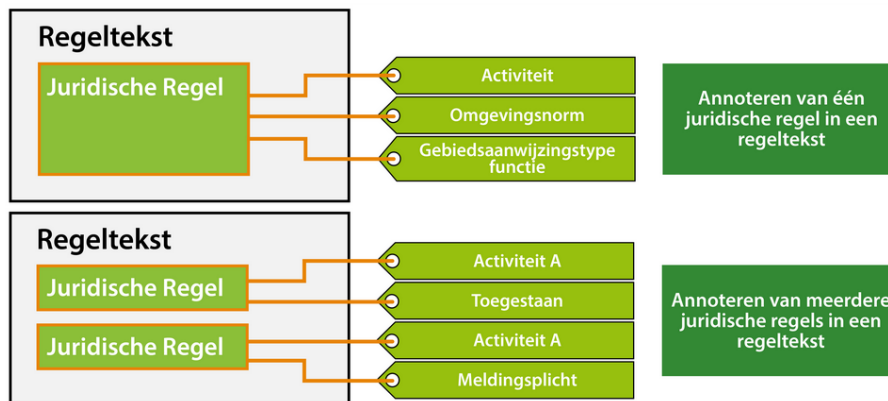 Regeltekst
Juridische Regel
Activiteit
Omgevingsnorm
Gebiedsaanwijzingstype
functie
Annoteren van één
juridische regel in een
regeltekst
Regeltekst
Juridische Regel
Juridische Regel
Activiteit A
Toegestaan
Activiteit A
Meldingsplicht
Annoteren van meerdere
juridische regels in een
regeltekst